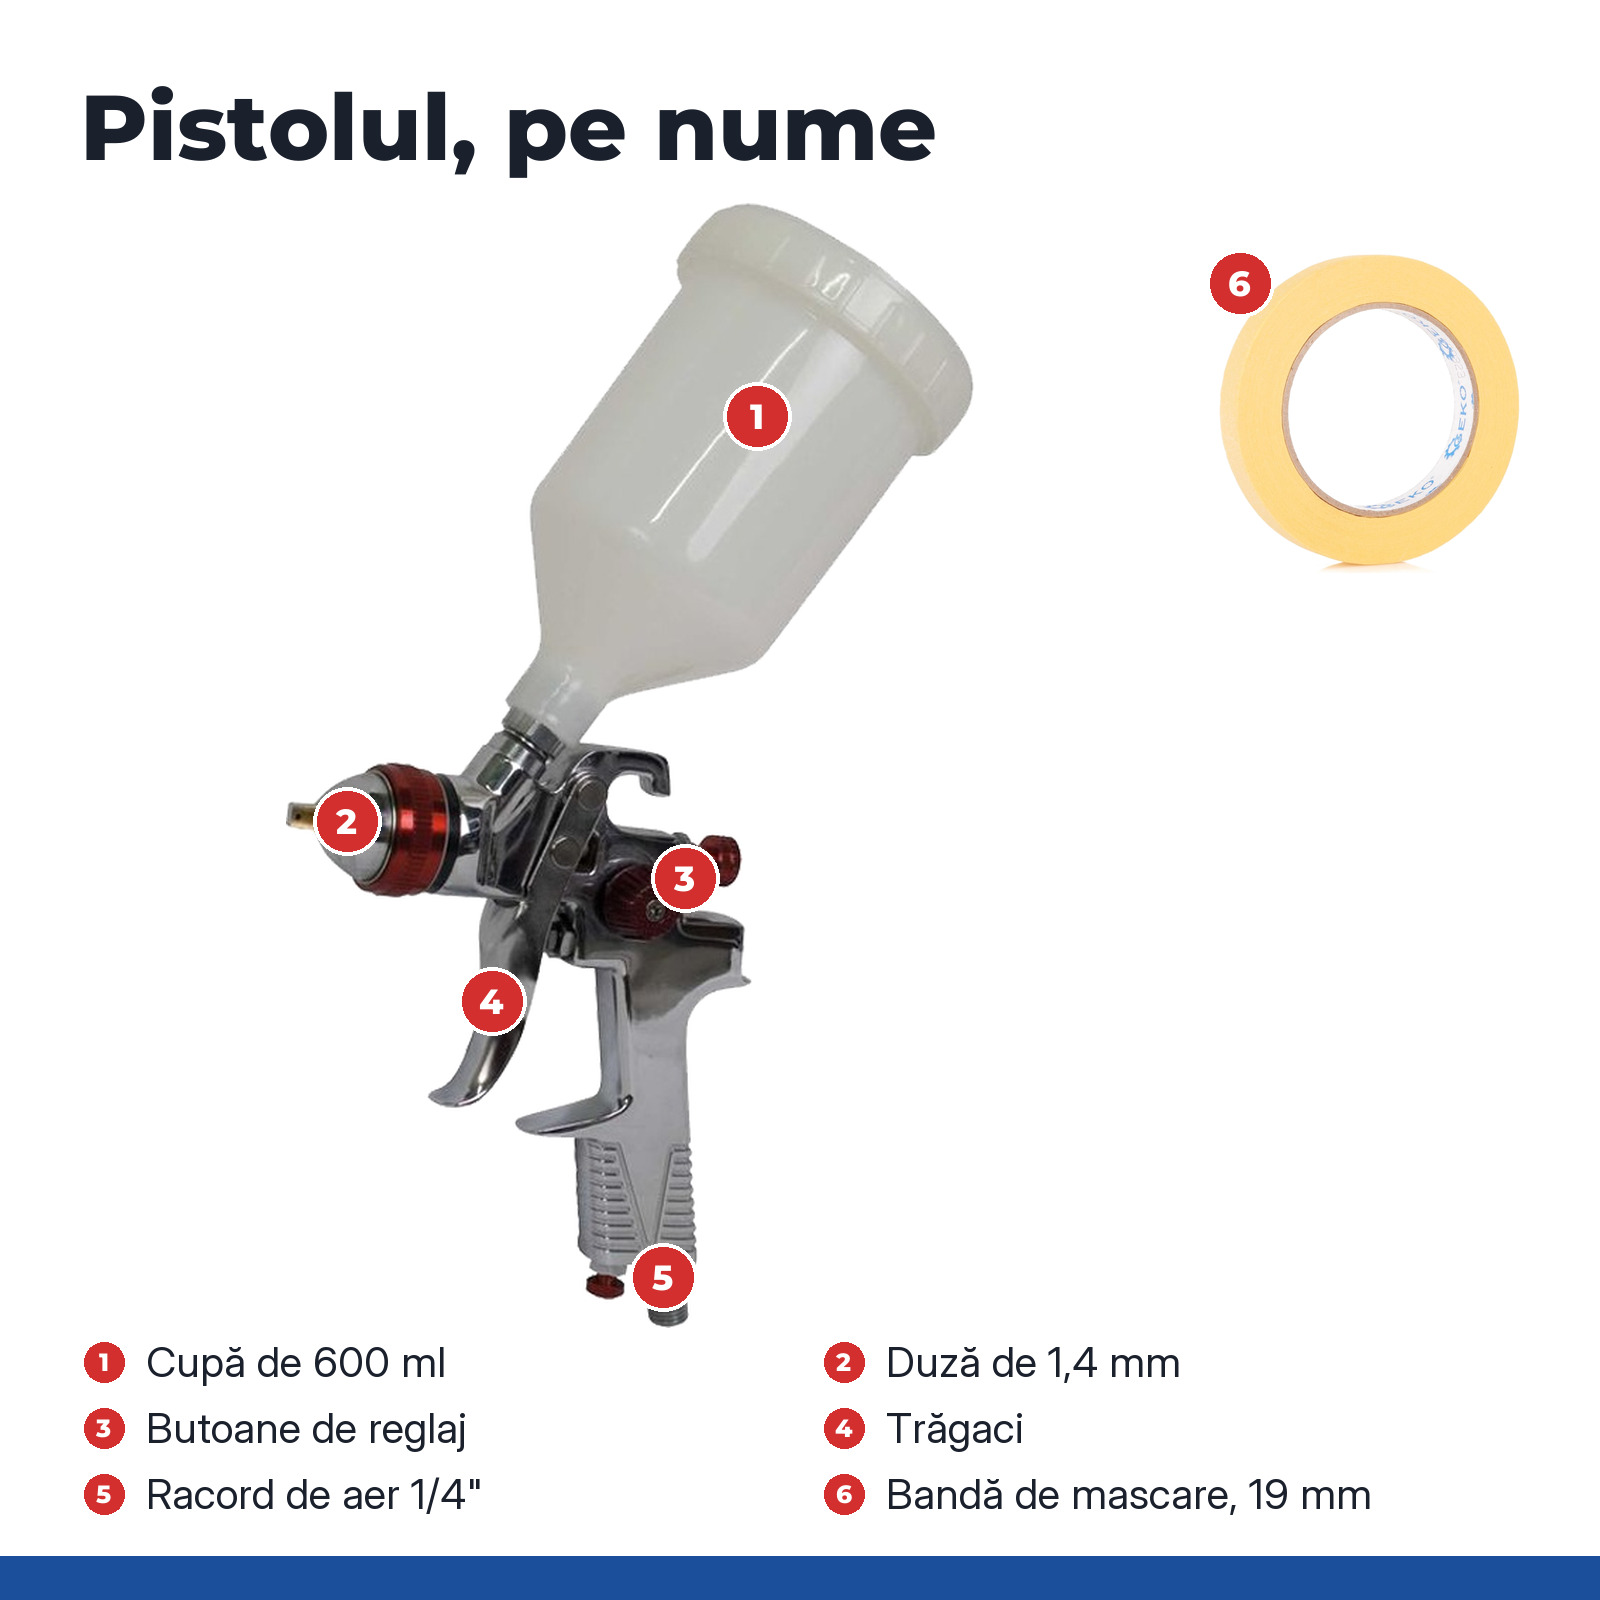 Pistolul, pe nume
6
1
2
3
4
5
GEKO
GEKO
1 Cupă de 600 ml
2 Duză de 1,4 mm
3 Butoane de reglaj
4 Trăgaci
5 Racord de aer 1/4"
6 Bandă de mascare, 19 mm